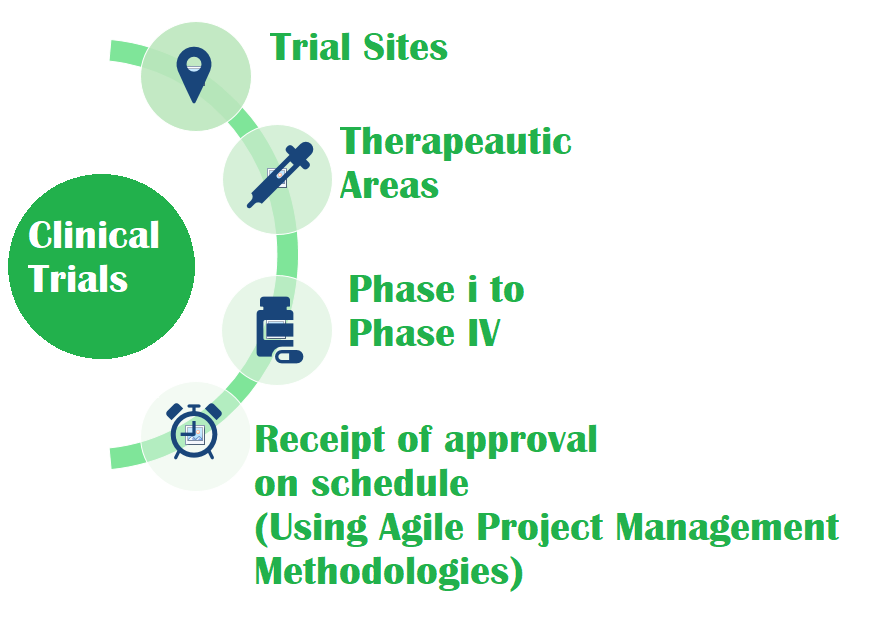 Trial Sites
Therapeautic
Areas
Clinical
Trials
Phase i to
Phase IV
Receipt of approval
on schedule
(Using Agile Project Management
Methodologies)